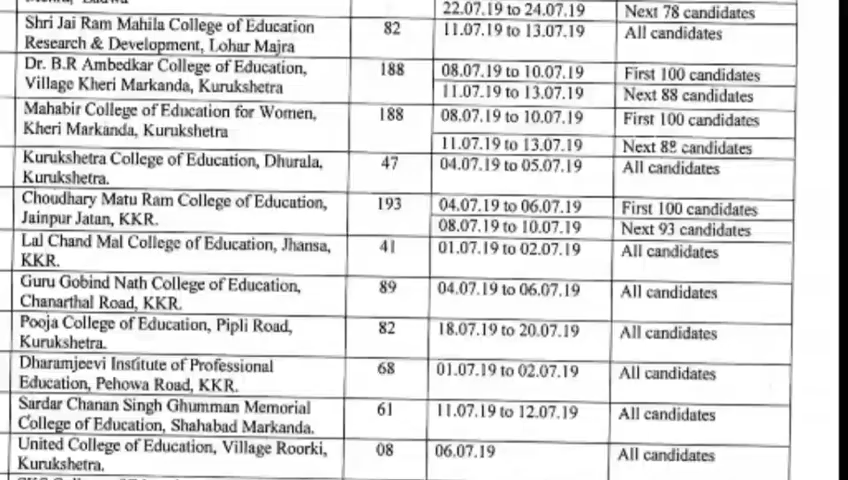 22.07.19 to 24.07.19 Next 78 candidates
Shri Jai Ram Mahila College of Education 82 11.07.19 to 13.07.19 All candidates
Research & Development, Lohar Majra
Dr. B.R Ambedkar College of Education, 188 08.07.19 to 10.07.19 First 100 candidates
Village Kheri Markanda, Kurukshetra 11.07.19 to 13.07.19 Next 88 candidates
Mahabir College of Education for Women, 188 08.07.19 to 10.07.19 First 100 candidates
Kheri Markanda, Kurukshetra
11.07.19 to 13.07.19 Next 88 candidates
Kurukshetra College of Education, Dhurala, 47 04.07.19 to 05.07.19 All candidates
Kurukshetra.
Choudhary Matu Ram College of Education, 193 04.07.19 to 06.07.19 First 100 candidates
Jainpur Jatan, KKR. 08.07.19 to 10.07.19 Next 93 candidates
Lal Chand Mal College of Education, Jhansa, 41 01.07.19 to 02.07.19 All candidates
KKR.
Guru Gobind Nath College of Education, 89 04.07.19 to 06.07.19 All candidates
Chanarthal Road, KKR.
Pooja College of Education, Pipli Road, 82 18.07.19 to 20.07.19 All candidates
Kurukshetra.
Dharamjeevi Institute of Professional 68 01.07.19 to 02.07.19 All candidates
Education, Pehowa Road, KKR.
Sardar Chanan Singh Ghumman Memorial 61 11.07.19 to 12.07.19 All candidates
College of Education, Shahabad Markanda.
United College of Education, Village Roorki, 08 06.07.19 All candidates
Kurukshetra.